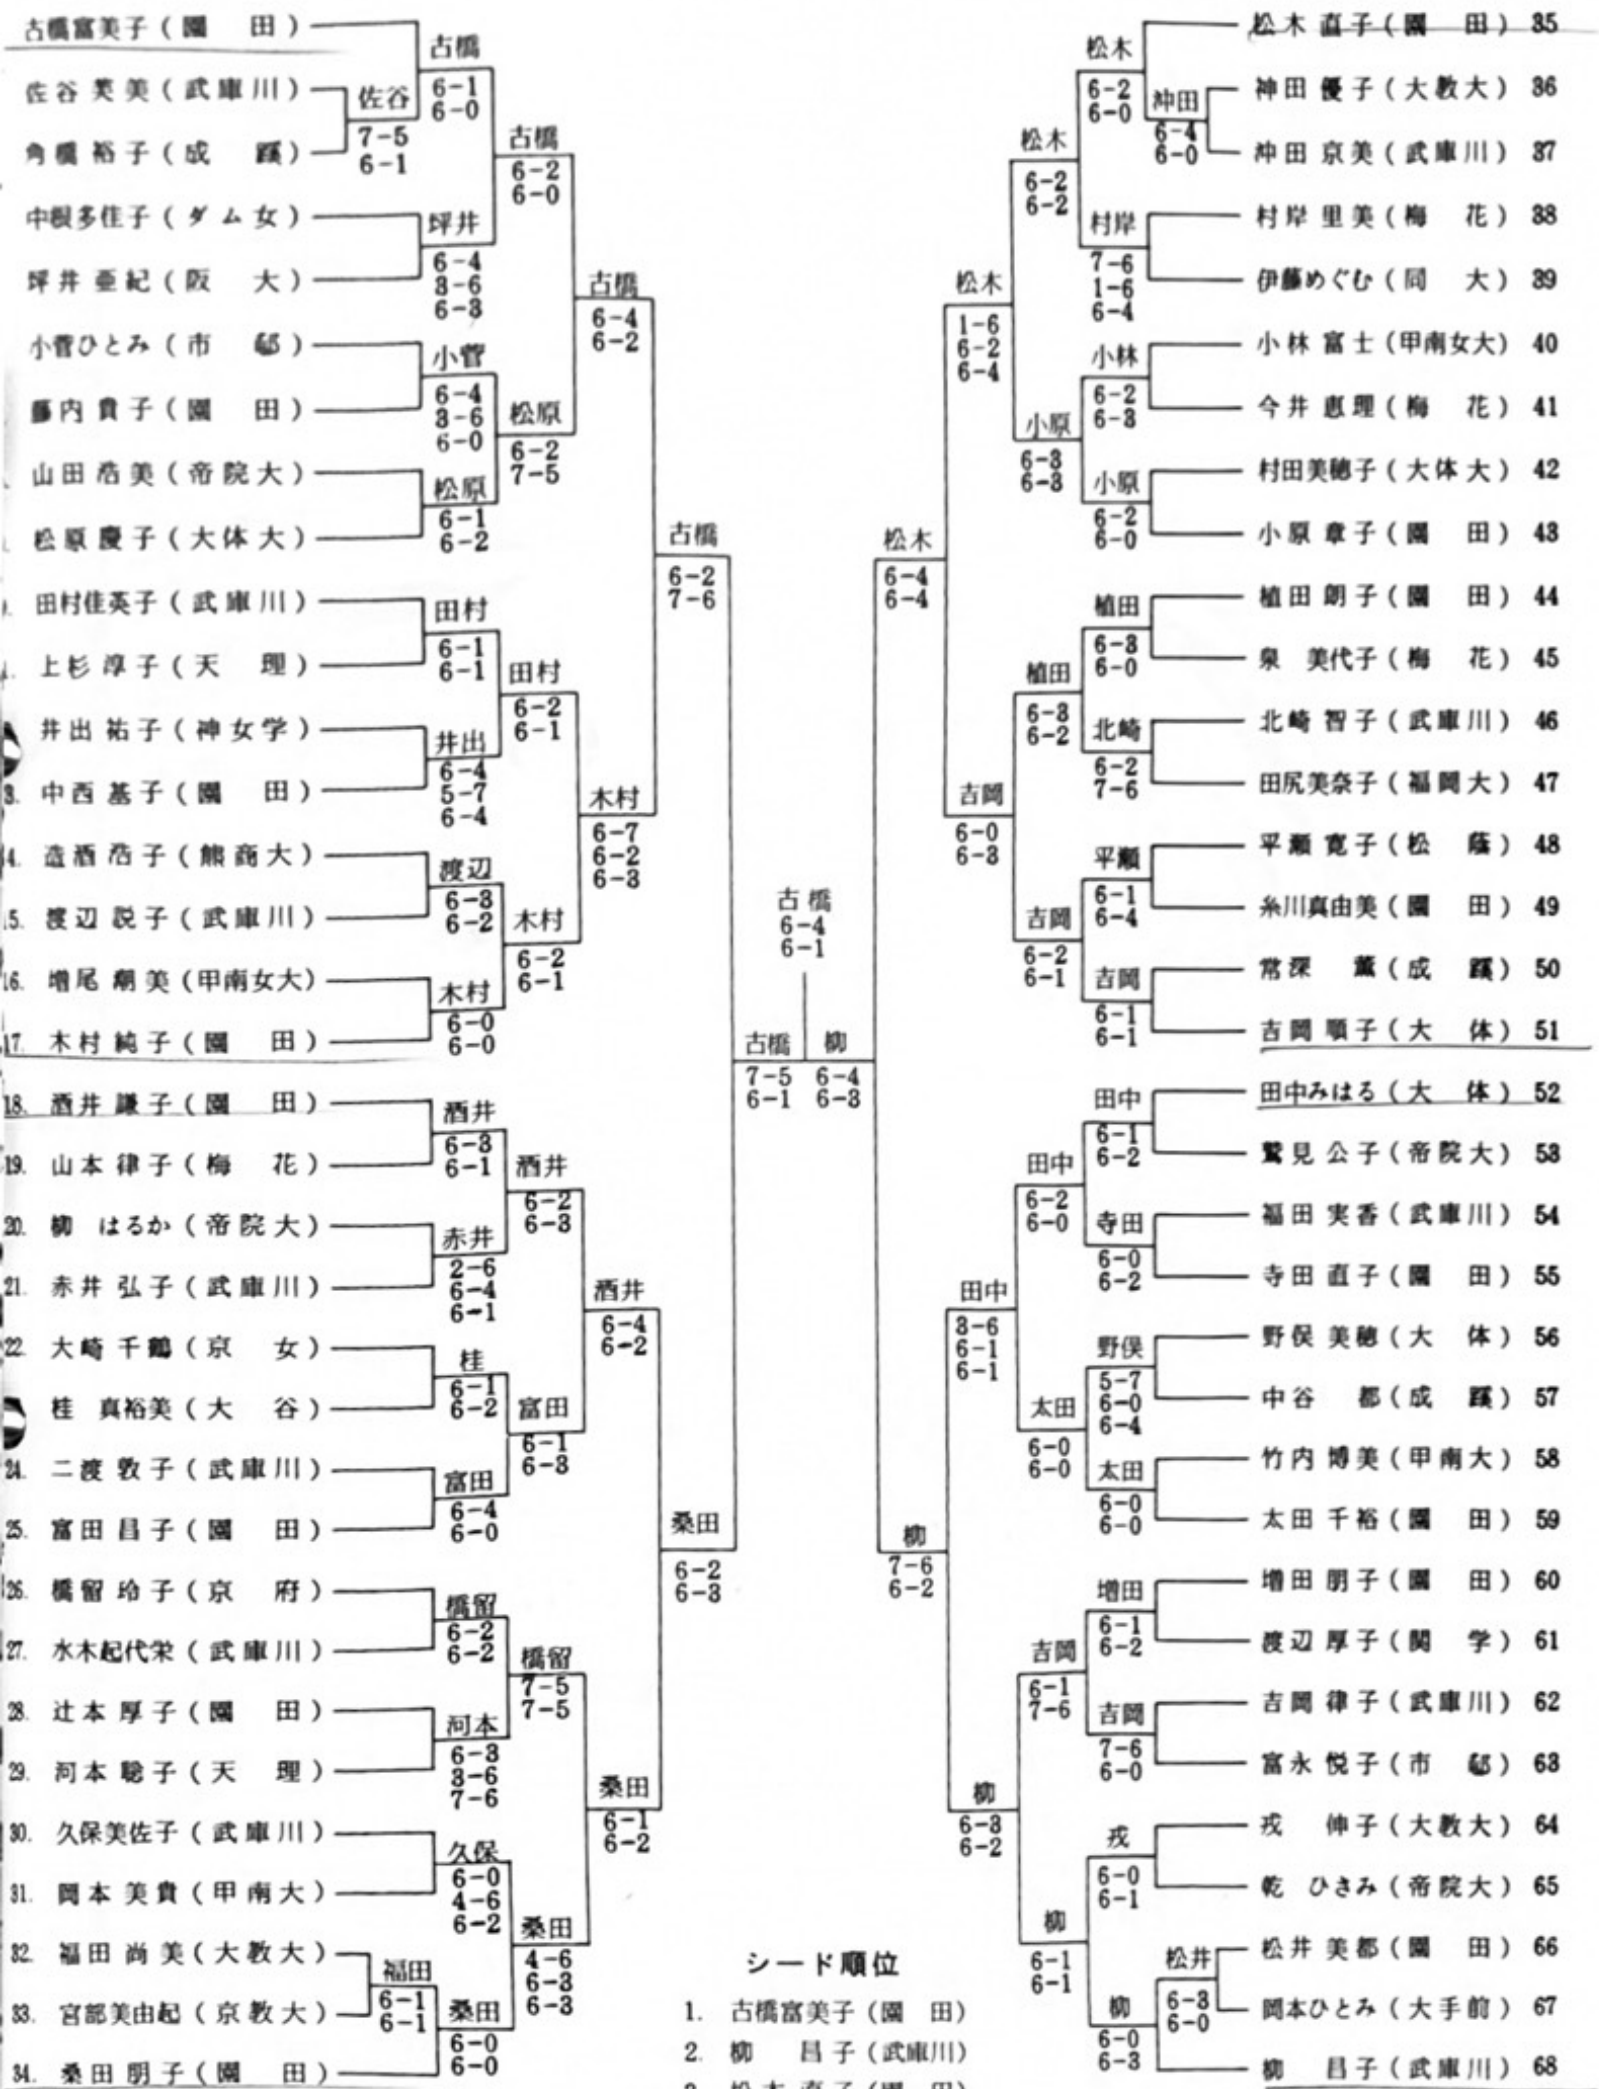 古橋富美子(園 田)
佐谷美美(武庫川)
角橋裕子(成 蹊)
中根多佳子(ダム女)
坪井亜紀(阪 大)
小菅ひとみ(市 邨)
藤内貴子(園 田)
山田浩美(帝院大)
松原慶子(大体大)
田村佳英子(武庫川)
上杉淳子(天 理)
井出祐子(神女学)
3. 中西基子(園 田)
4. 造酒浩子(熊商大)
15. 渡辺説子(武庫川)
16. 増尾潮美(甲南女大)
17. 木村純子(園 田)
18. 酒井謙子(園 田)
19. 山本律子(梅 花)
20. 柳 はるか(帝院大)
21. 赤井弘子(武庫川)
22. 大崎千鶴(京 女)
桂 真裕美(大 谷)
24. 二渡敦子(武庫川)
25. 富田昌子(園 田)
26. 橋留玲子(京 府)
27. 水木起代栄(武庫川)
28. 辻本厚子(園 田)
29. 河本聡子(天 理)
30. 久保美佐子(武庫川)
31. 岡本美貴(甲南大)
32. 福田尚美(大教大)
33. 宮部美由起(京教大)
34. 桑田朋子(園 田)
佐谷
7-5
6-1
福田
6-1
6-1
古橋
6-1
6-0
坪井
6-4
3-6
6-3
小菅
6-4
3-6
6-0
松原
6-1
6-2
田村
6-1
6-1
井出
6-4
5-7
6-4
渡辺
6-3
6-2
木村
6-0
6-0
酒井
6-3
6-1
赤井
2-6
6-4
6-1
桂
6-1
6-2
富田
6-4
6-0
橋留
6-2
6-2
河本
6-3
3-6
7-6
久保
6-0
4-6
6-2
桑田
6-0
6-0
古橋
6-2
6-0
松原
6-2
7-5
田村
6-2
6-1
木村
6-2
6-1
酒井
6-2
6-3
富田
6-1
6-3
橋留
7-5
7-5
桑田
4-6
6-3
6-3
古橋
6-4
6-2
木村
6-7
6-2
6-3
酒井
6-4
6-2
桑田
6-1
6-2
古橋
6-2
7-6
桑田
6-2
6-3
古橋
6-4
6-1
古橋 柳
7-5 6-4
6-1 6-3
松木
6-4
6-4
柳
7-6
6-2
松木
1-6
6-2
6-4
吉岡
6-0
6-3
田中
3-6
6-1
6-1
柳
6-3
6-2
松木
6-2
6-2
小原
6-3
6-3
植田
6-3
6-2
吉岡
6-2
6-1
田中
6-2
6-0
太田
6-0
6-0
吉岡
6-1
7-6
柳
6-1
6-1
松木
6-2
6-0
村岸
7-6
1-6
6-4
小林
6-2
6-3
小原
6-2
6-0
植田
6-3
6-0
北崎
6-2
7-6
平瀬
6-1
6-4
吉岡
6-1
6-1
田中
6-1
6-2
寺田
6-0
6-2
野俣
5-7
6-0
6-4
太田
6-0
6-0
増田
6-1
6-2
吉岡
7-6
6-0
戎
6-0
6-1
柳
6-0
6-3
沖田
6-4
6-0
松井
6-3
6-0
松木直子(園 田) 35
神田優子(大教大) 36
沖田京美(武庫川) 37
村岸里美(梅 花) 38
伊藤めぐむ(同 大) 39
小林富士(甲南女大) 40
今井恵理(梅 花) 41
村田美穂子(大体大) 42
小原章子(園 田) 43
植田朗子(園 田) 44
泉 美代子(梅 花) 45
北崎智子(武庫川) 46
田尻美奈子(福岡大) 47
平瀬寛子(松 蔭) 48
糸川真由美(園 田) 49
常深 薫(成 蹊) 50
吉岡順子(大 体) 51
田中みはる(大 体) 52
鷲見公子(帝院大) 53
福田実香(武庫川) 54
寺田直子(園 田) 55
野俣美穂(大 体) 56
中谷 都(成 蹊) 57
竹内博美(甲南大) 58
太田千裕(園 田) 59
増田朋子(園 田) 60
渡辺厚子(関 学) 61
吉岡律子(武庫川) 62
富永悦子(市 邨) 63
戎 伸子(大教大) 64
乾 ひさみ(帝院大) 65
松井美都(園 田) 66
岡本ひとみ(大手前) 67
柳 昌子(武庫川) 68
シード順位
1. 古橋富美子(園 田)
2. 柳 昌子(武庫川)
3. 松木直子(園 田)